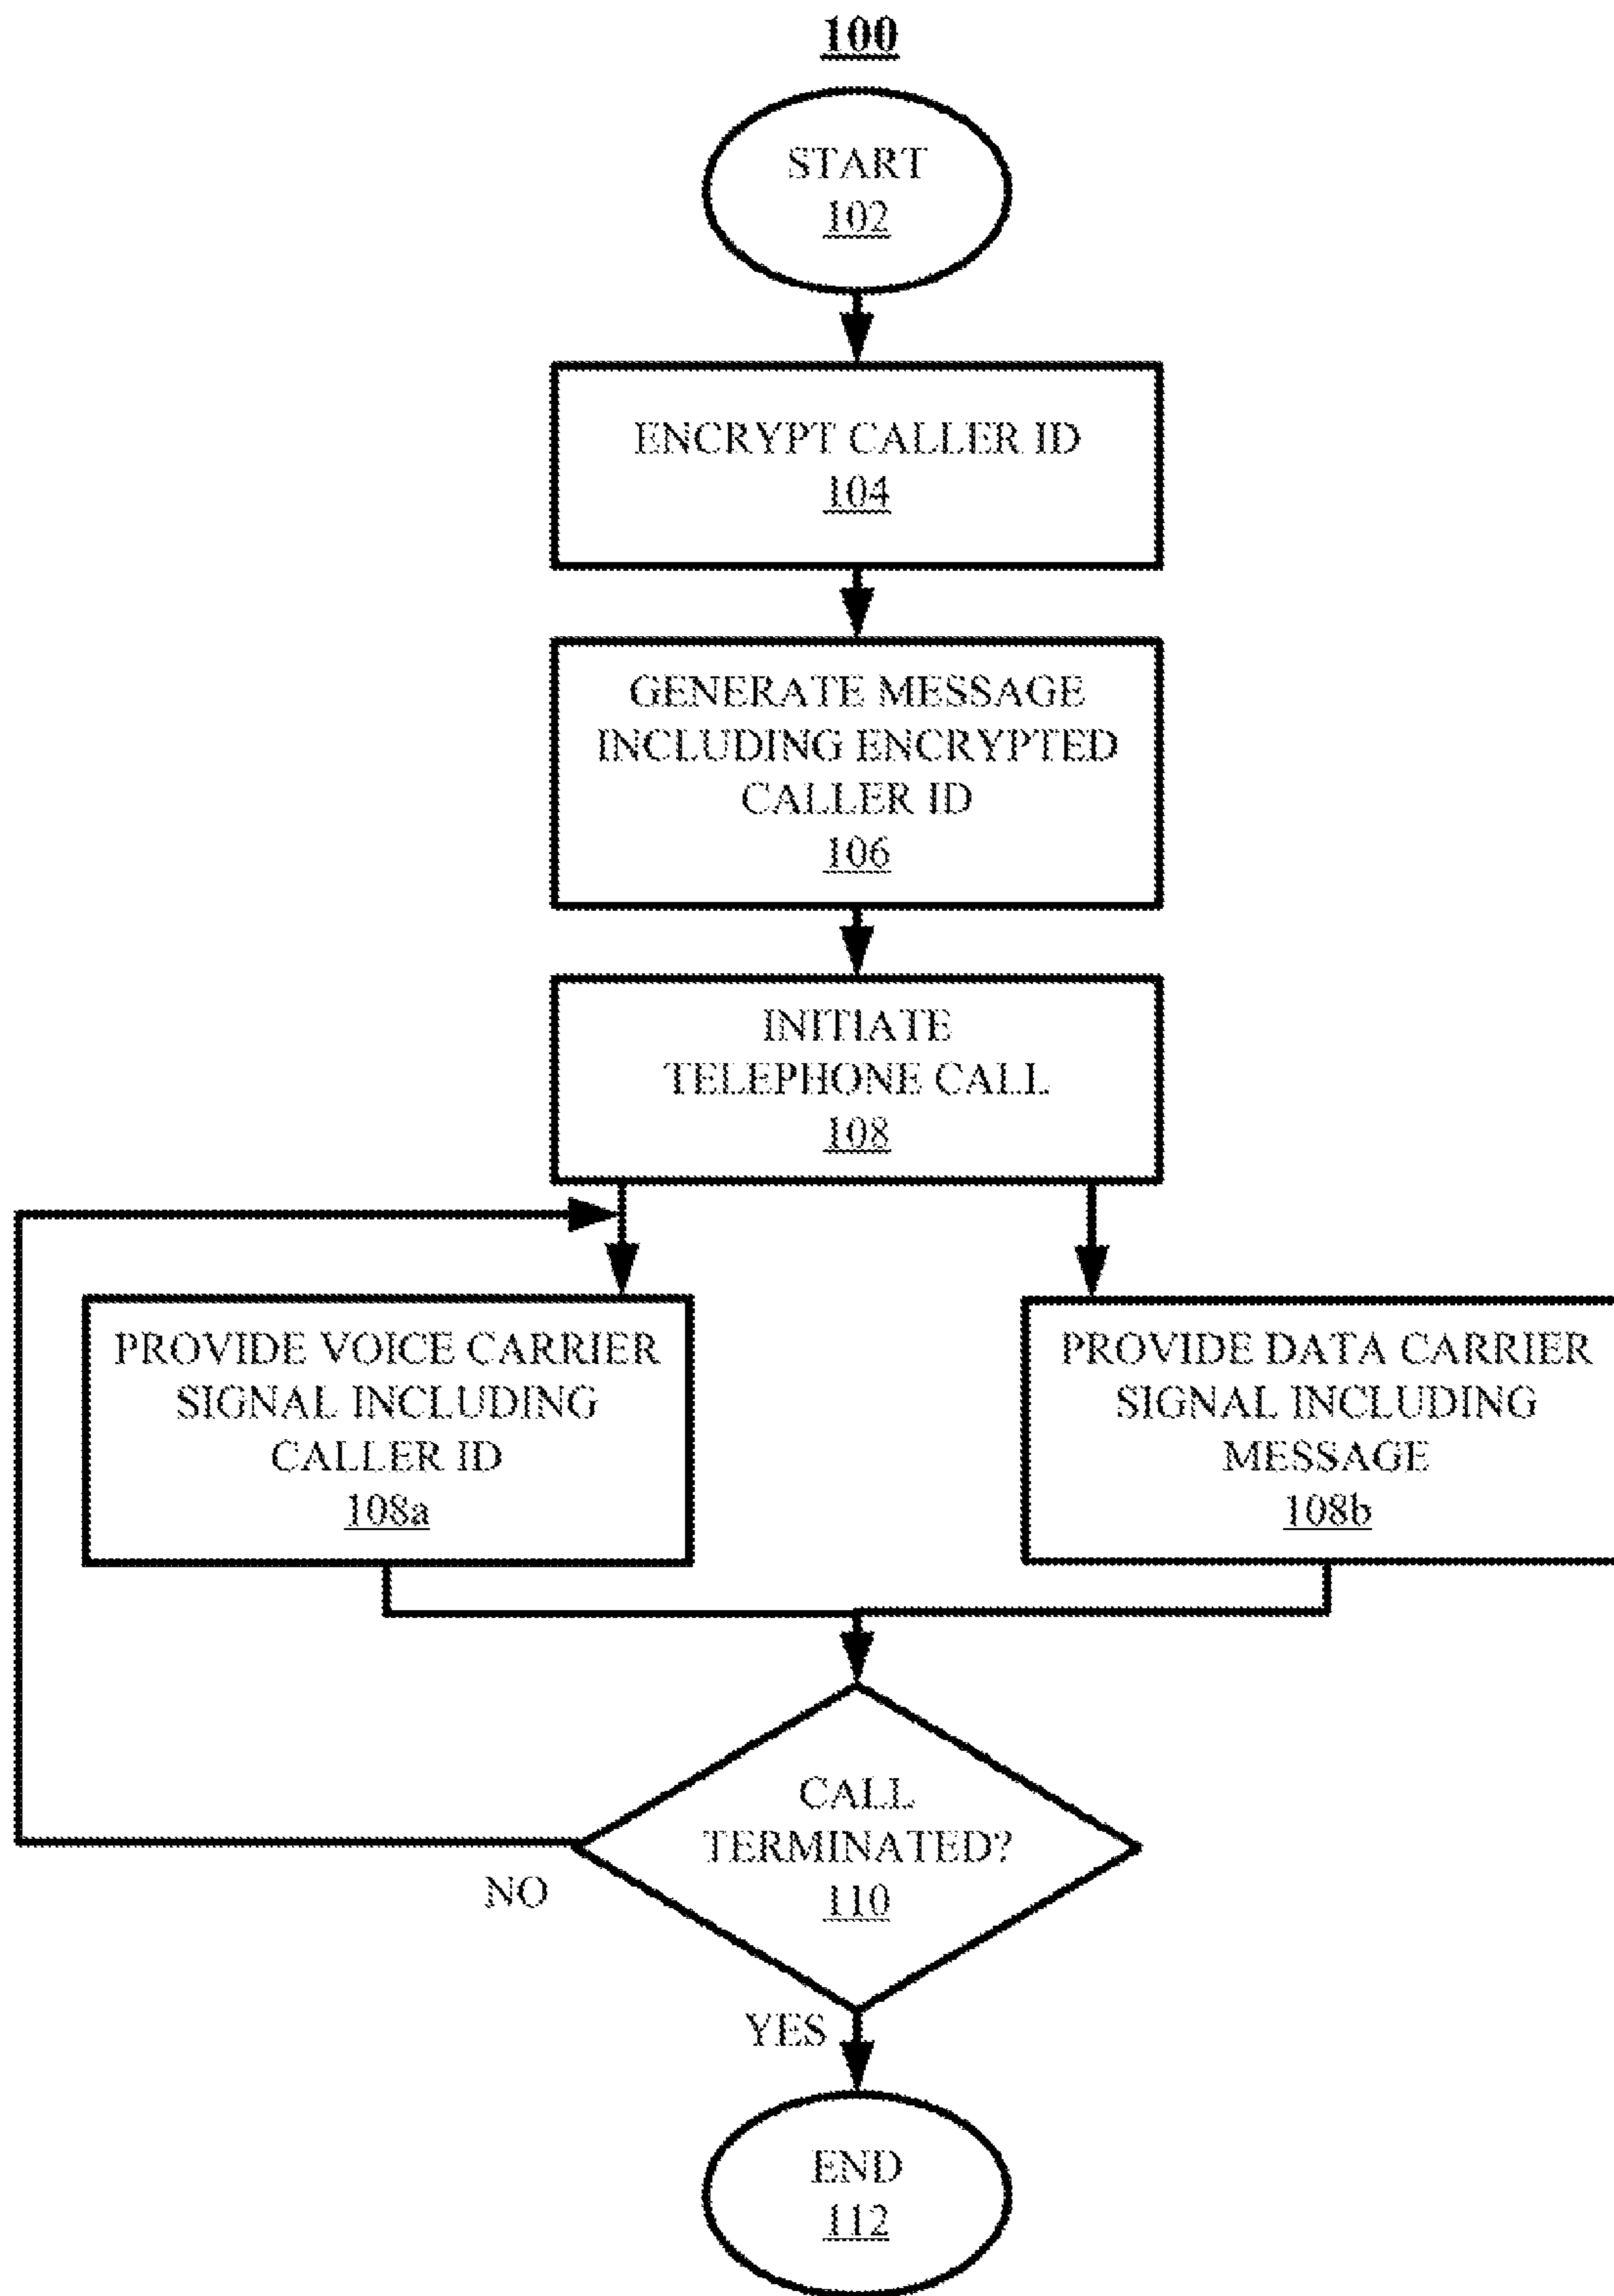 100
START
102
ENCRYPT CALLER ID
104
GENERATE MESSAGE
INCLUDING ENCRYPTED
CALLER ID
106
INITIATE
TELEPHONE CALL
108
PROVIDE VOICE CARRIER
SIGNAL INCLUDING
CALLER ID
108a
PROVIDE DATA CARRIER
SIGNAL INCLUDING
MESSAGE
108b
CALL
TERMINATED?
110
NO
YES
END
112